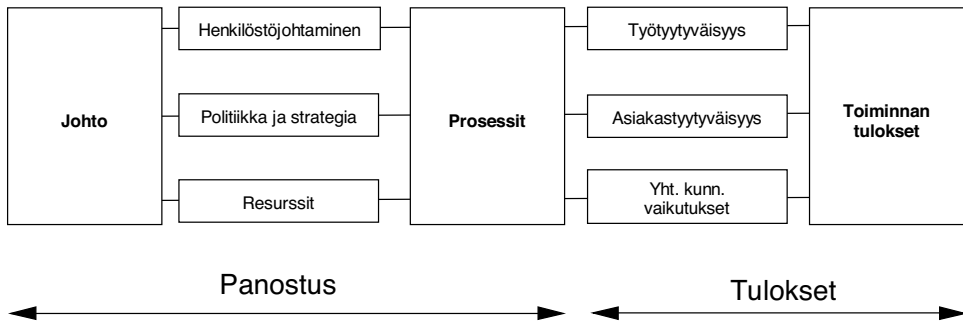 Henkilöstöjohtaminen
Työtyytyväisyys
Johto
Politiikka ja strategia
Prosessit
Asiakastyytyväisyys
Toiminnan
tulokset
Resurssit
Yht. kunn.
vaikutukset
Panostus
Tulokset